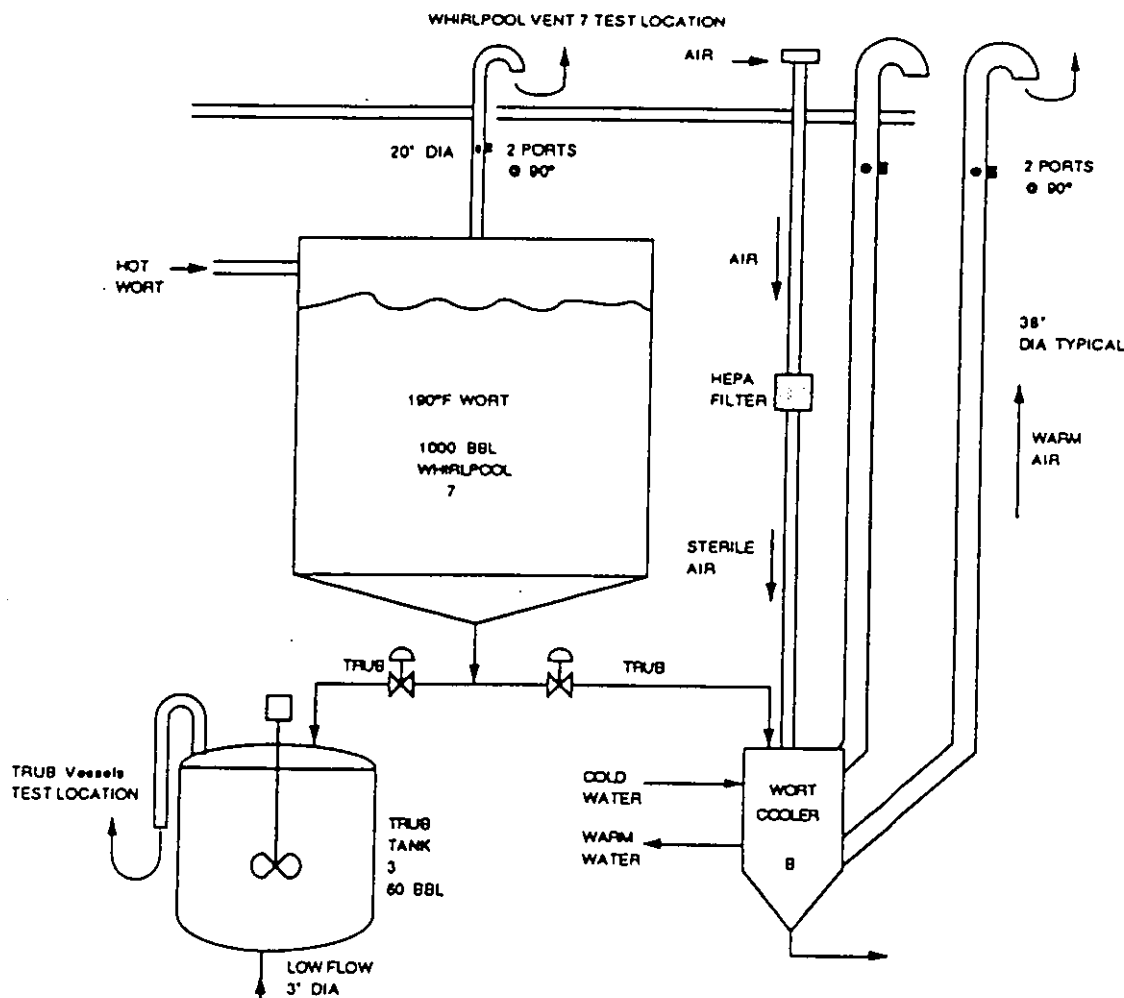 WHIRLPOOL VENT 7 TEST LOCATION
AIR
20" DIA
2 PORTS
@ 90°
2 PORTS
@ 90°
HOT
WORT
AIR
38"
DIA TYPICAL
HEPA
FILTER
190°F WORT
1000 BBL
WHIRLPOOL
7
WARM
AIR
STERILE
AIR
TRUB
TRUB
TRUB Vessels
TEST LOCATION
COLD
WATER
WORT
COOLER
8
WARM
WATER
TRUB
TANK
3
60 BBL
LOW FLOW
3" DIA